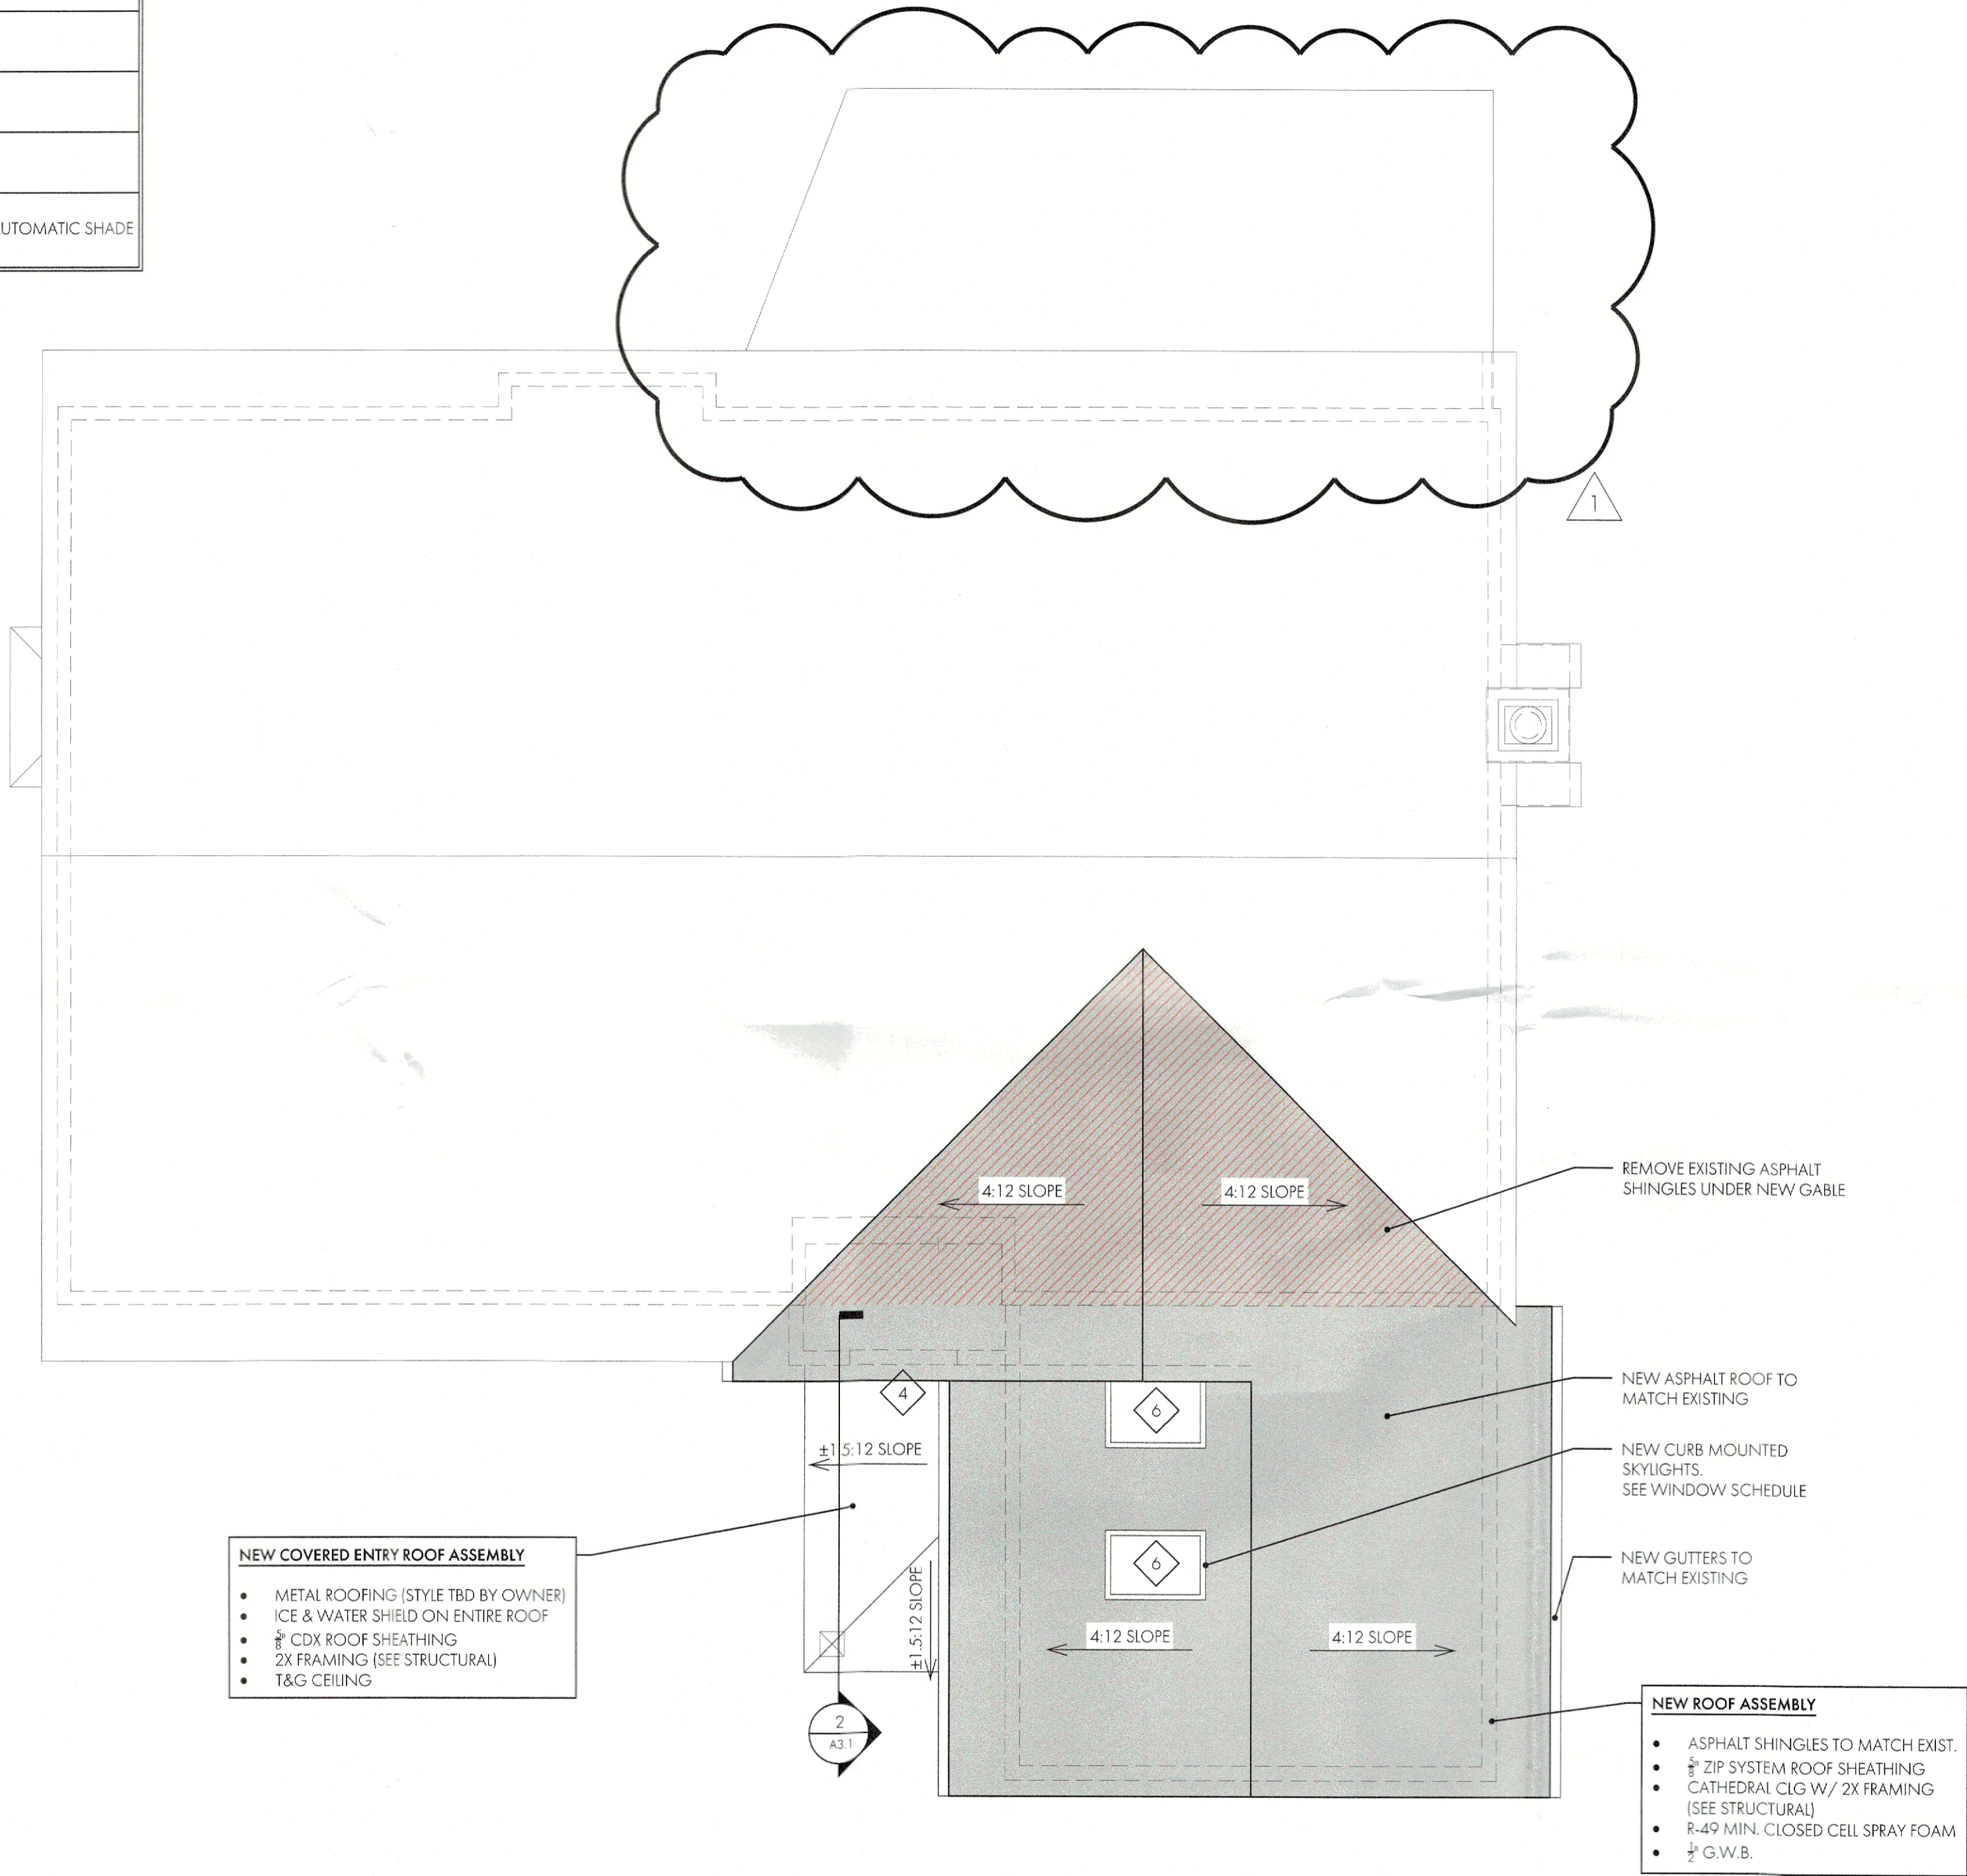 UTOMATIC SHADE
1
4:12 SLOPE
4:12 SLOPE
REMOVE EXISTING ASPHALT
SHINGLES UNDER NEW GABLE
4
6
NEW ASPHALT ROOF TO
MATCH EXISTING
±1.5:12 SLOPE
NEW CURB MOUNTED
SKYLIGHTS.
SEE WINDOW SCHEDULE
6
NEW GUTTERS TO
MATCH EXISTING
±1.5:12 SLOPE
4:12 SLOPE
4:12 SLOPE
NEW COVERED ENTRY ROOF ASSEMBLY
• METAL ROOFING (STYLE TBD BY OWNER)
• ICE & WATER SHIELD ON ENTIRE ROOF
• 5/8" CDX ROOF SHEATHING
• 2X FRAMING (SEE STRUCTURAL)
• T&G CEILING
2
A3.1
NEW ROOF ASSEMBLY
• ASPHALT SHINGLES TO MATCH EXIST.
• 5/8" ZIP SYSTEM ROOF SHEATHING
• CATHEDRAL CLG W/ 2X FRAMING
(SEE STRUCTURAL)
• R-49 MIN. CLOSED CELL SPRAY FOAM
• 1/2" G.W.B.